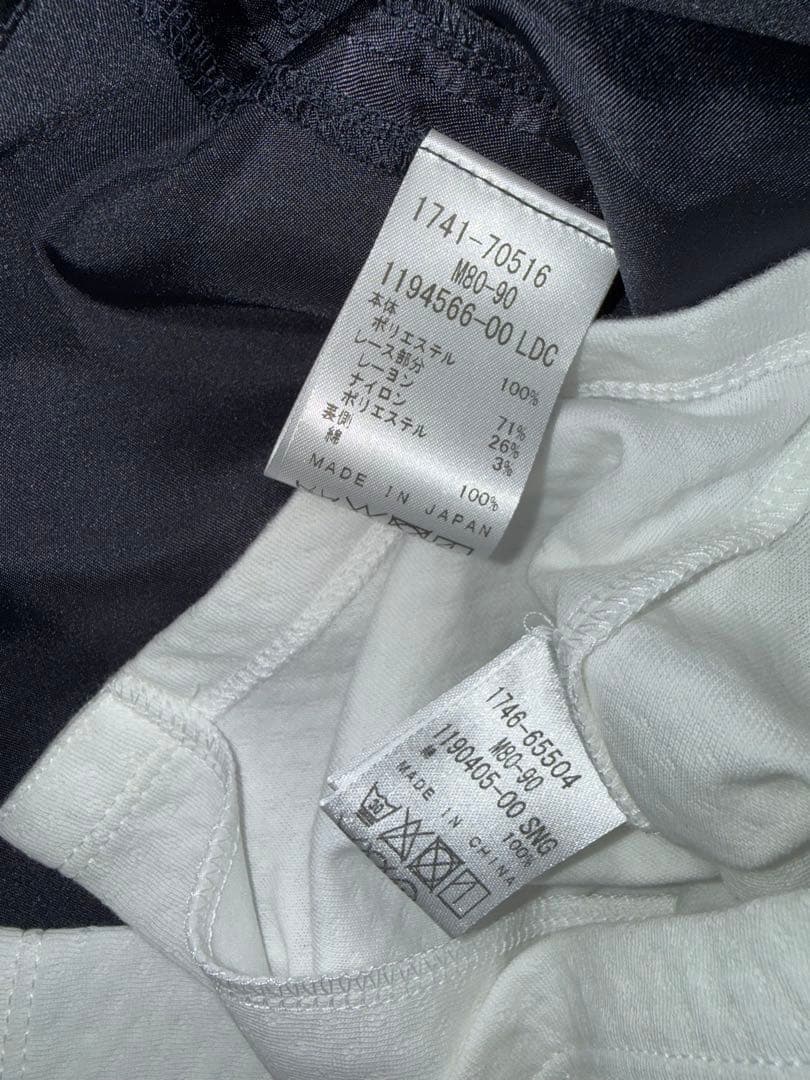 1741-70516
M80-90
1194566-00 LDC
本体
ポリエステル 100%
レース部分
レーヨン 71%
ナイロン 26%
ポリエステル 3%
裏側
綿 100%
MADE IN JAPAN
1746-65504
M80-90
1190405-00 SNG
綿 100%
MADE IN CHINA
30